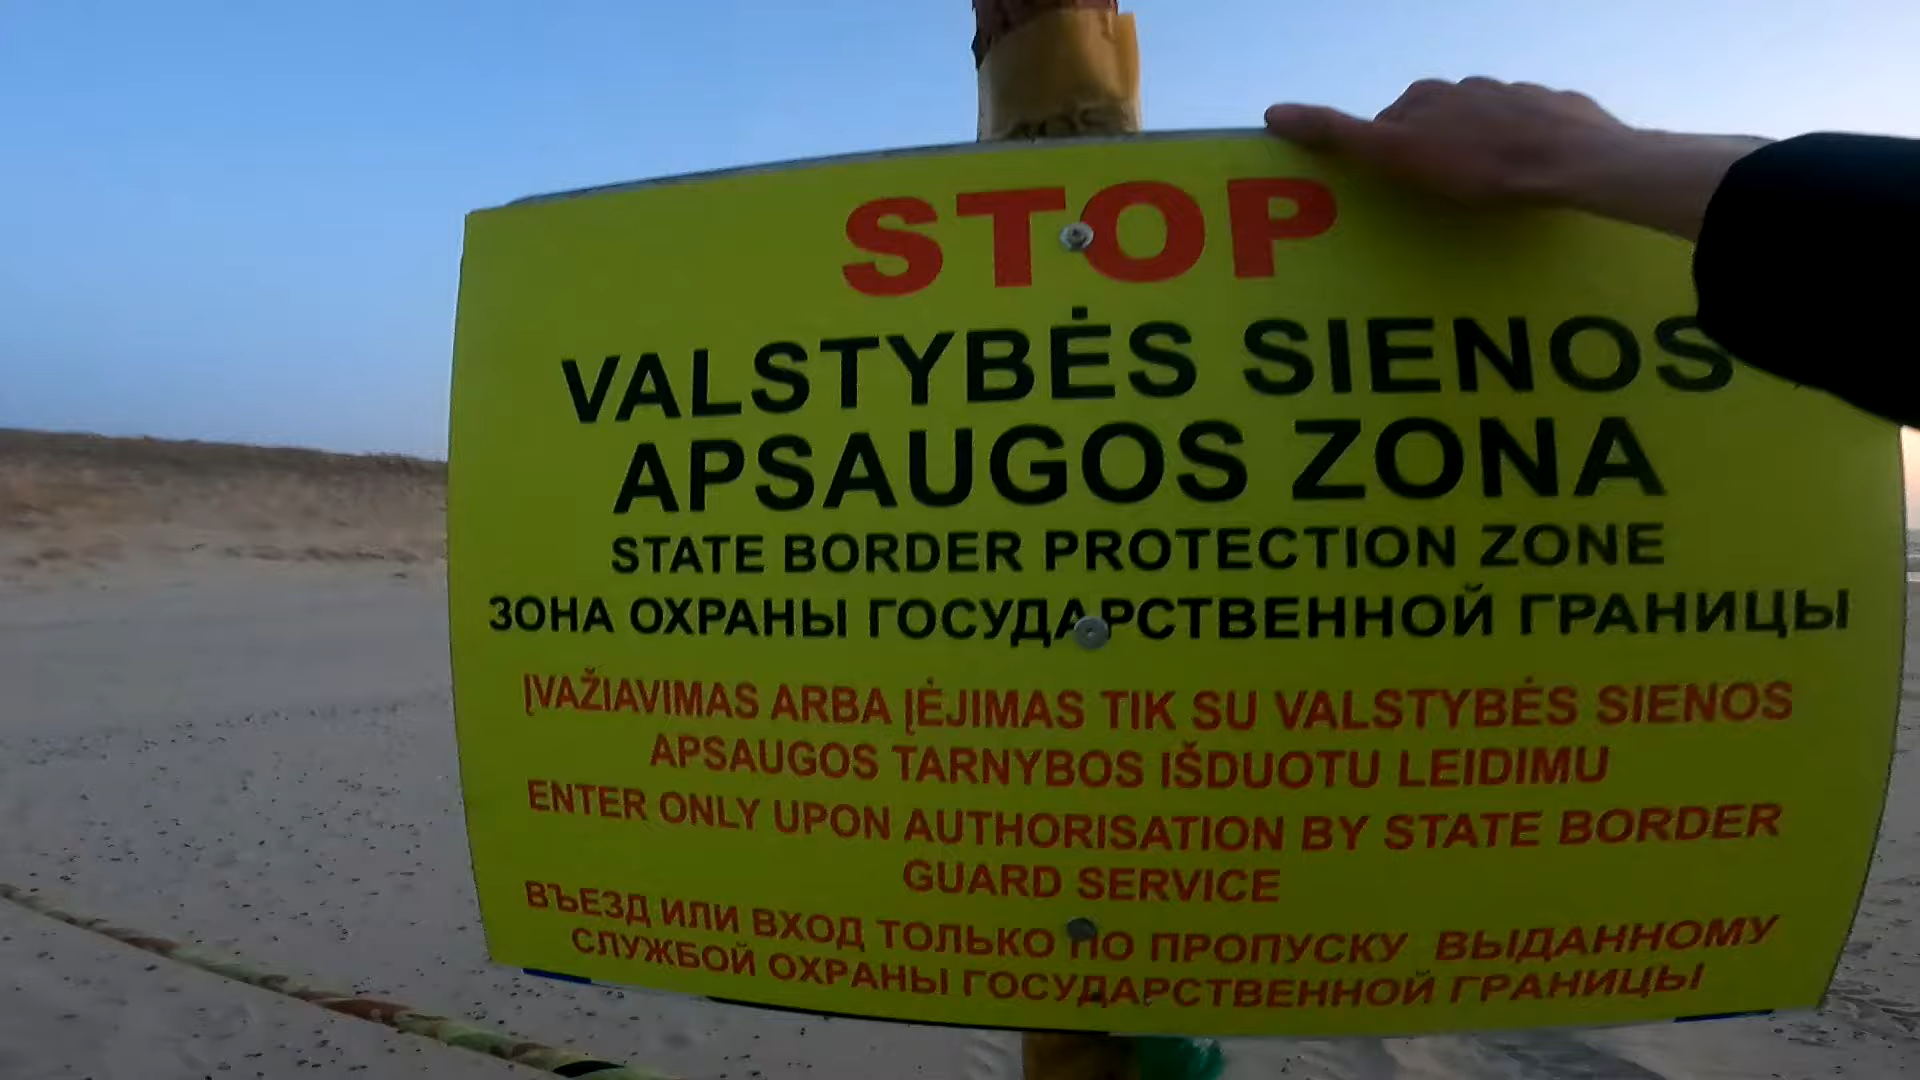 STOP
VALSTYBĖS SIENOS
APSAUGOS ZONA
STATE BORDER PROTECTION ZONE
ЗОНА ОХРАНЫ ГОСУДАРСТВЕННОЙ ГРАНИЦЫ
ĮVAŽIAVIMAS ARBA ĮĖJIMAS TIK SU VALSTYBĖS SIENOS
APSAUGOS TARNYBOS IŠDUOTU LEIDIMU
ENTER ONLY UPON AUTHORISATION BY STATE BORDER
GUARD SERVICE
ВЪЕЗД ИЛИ ВХОД ТОЛЬКО ПО ПРОПУСКУ ВЫДАННОМУ
СЛУЖБОЙ ОХРАНЫ ГОСУДАРСТВЕННОЙ ГРАНИЦЫ